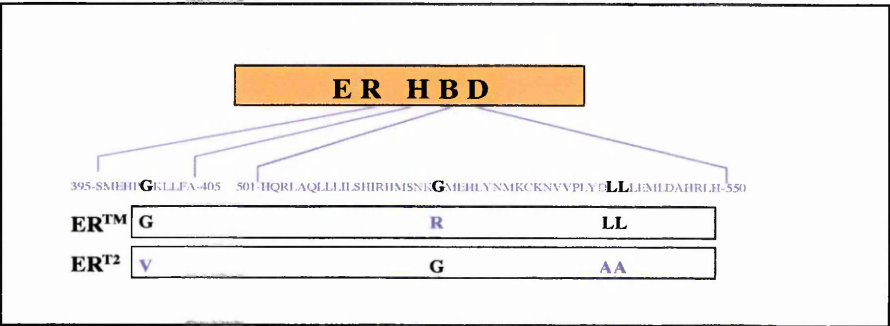 ER HBD
395-SMEHPGKLLFA-405 501-HQRLAQLLLILSHIRHMSNKGMEHLYNMKCKNVVPLYDLLLEMLDAHRLH-550
ERTM G R LL
ERT2 V G AA